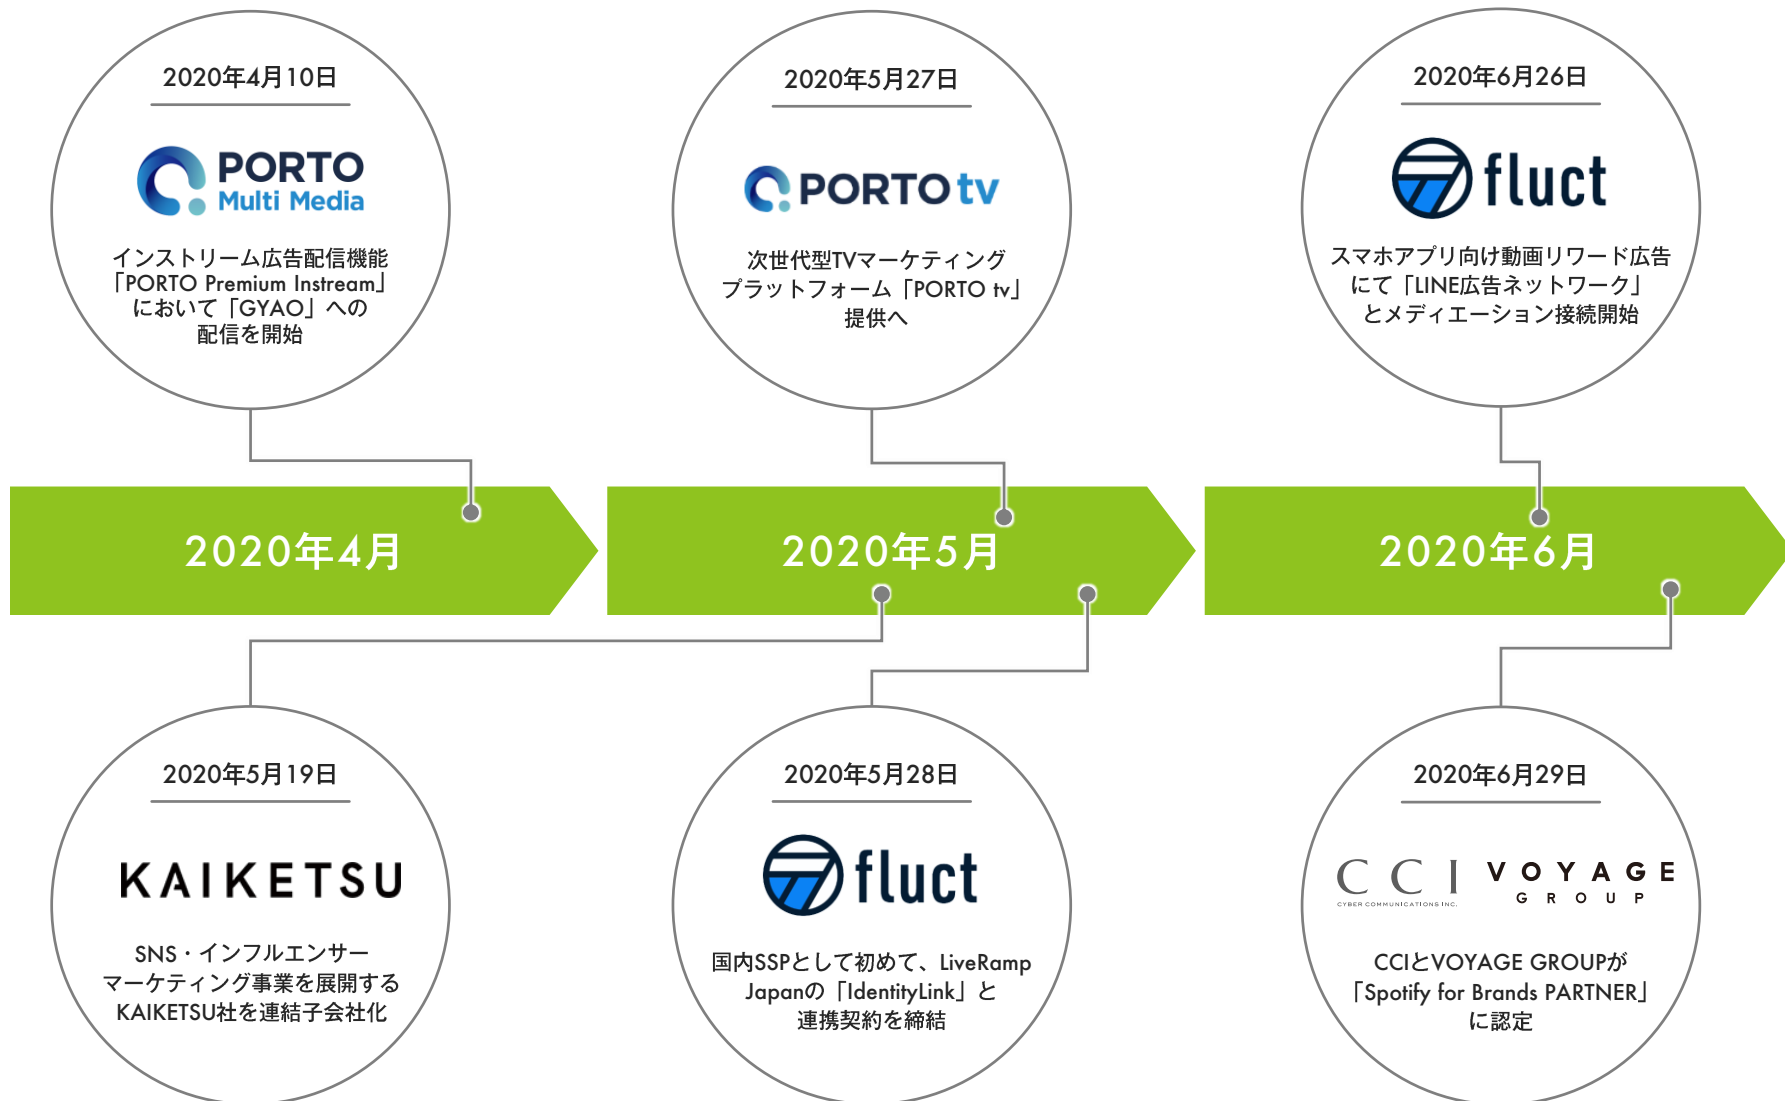 2020年4月10日
PORTO
Multi Media
インストリーム広告配信機能
「PORTO Premium Instream」
において「GYAO」への
配信を開始
2020年5月27日
PORTO tv
次世代型TVマーケティング
プラットフォーム「PORTO tv」
提供へ
2020年6月26日
fluct
スマホアプリ向け動画リワード広告
にて「LINE広告ネットワーク」
とメディエーション接続開始
2020年4月
2020年5月
2020年6月
2020年5月19日
KAIKETSU
SNS・インフルエンサー
マーケティング事業を展開する
KAIKETSU社を連結子会社化
2020年5月28日
fluct
国内SSPとして初めて、LiveRamp
Japanの「IdentityLink」と
連携契約を締結
2020年6月29日
CCI
CYBER COMMUNICATIONS INC.
VOYAGE
GROUP
CCIとVOYAGE GROUPが
「Spotify for Brands PARTNER」
に認定